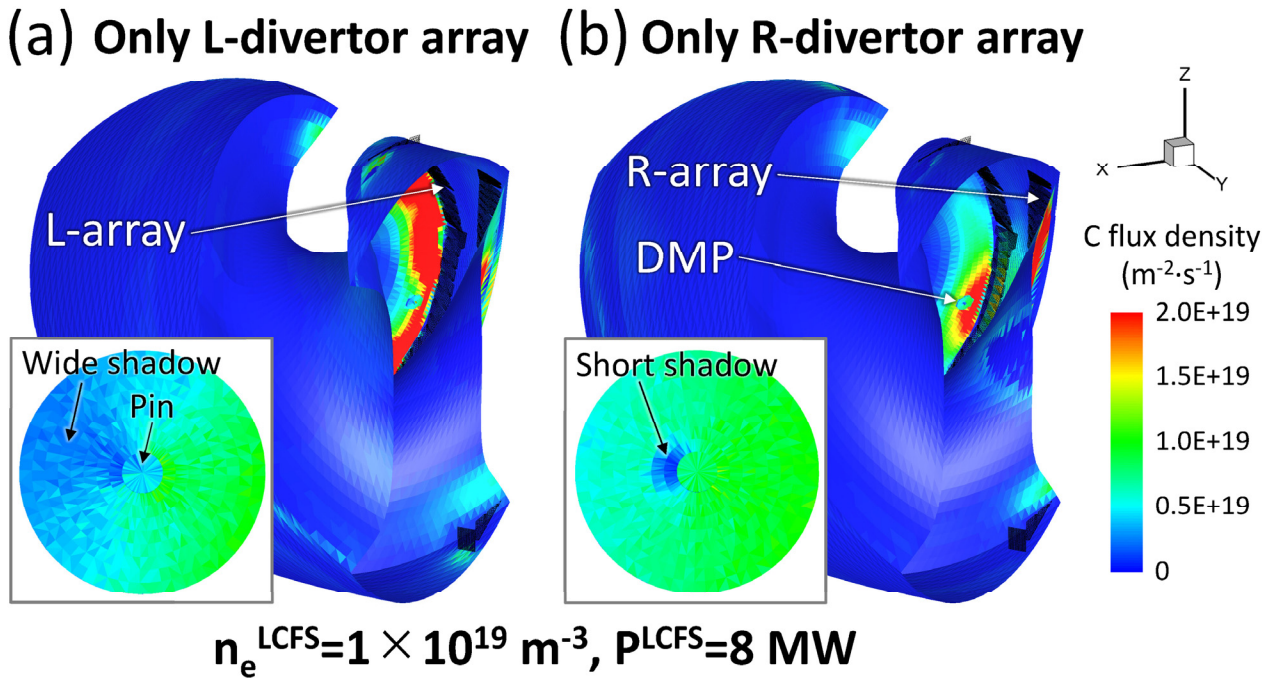 (a) Only L-divertor array
(b) Only R-divertor array
L-array
Wide shadow
Pin
R-array
DMP
Short shadow
Z
X
Y
C flux density
(m⁻²·s⁻¹)
2.0E+19
1.5E+19
1.0E+19
0.5E+19
0
nₑᴸᶜᶠˢ=1×10¹⁹ m⁻³, Pᴸᶜᶠˢ=8 MW